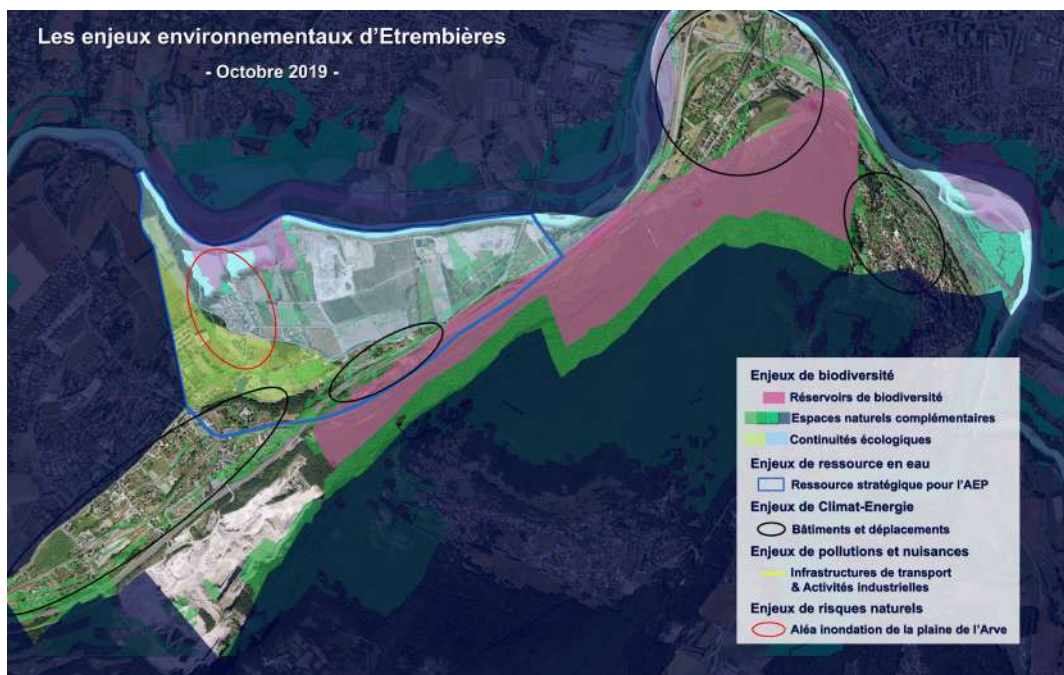 Les enjeux environnementaux d'Etrembières
- Octobre 2019 -
Enjeux de biodiversité
Réservoirs de biodiversité
Espaces naturels complémentaires
Continuités écologiques
Enjeux de ressource en eau
Ressource stratégique pour l'AEP
Enjeux de Climat-Energie
Bâtiments et déplacements
Enjeux de pollutions et nuisances
Infrastructures de transport
& Activités industrielles
Enjeux de risques naturels
Aléa inondation de la plaine de l'Arve